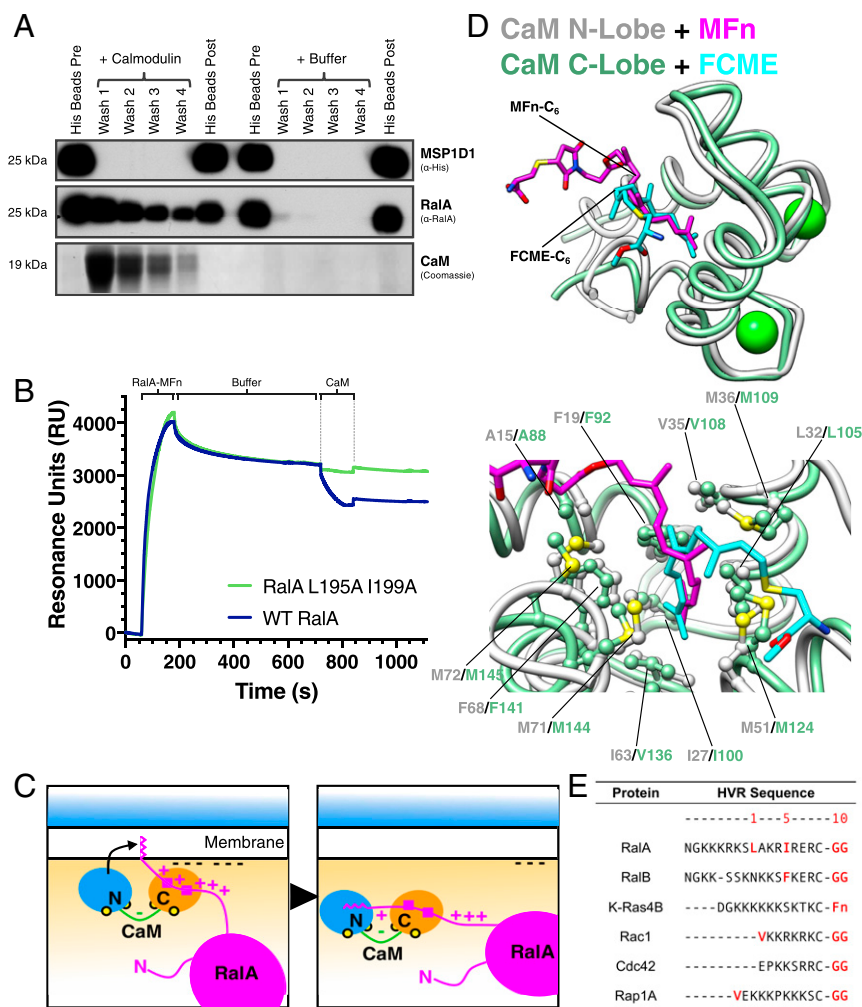 A
His Beads Pre
+ Calmodulin
Wash 1
Wash 2
Wash 3
Wash 4
His Beads Post
His Beads Pre
+ Buffer
Wash 1
Wash 2
Wash 3
Wash 4
His Beads Post
25 kDa
MSP1D1
(α-His)
25 kDa
RalA
(α-RalA)
19 kDa
CaM
(Coomassie)
B
RalA-MFn
Buffer
CaM
Resonance Units (RU)
4000
3000
2000
1000
0
RalA L195A I199A
WT RalA
0
200
400
600
800
1000
Time (s)
C
Membrane
+
+
+
+++
N
C
-
CaM
N
RalA
N
+
C
+++
-
CaM
N
RalA
D
CaM N-Lobe + MFn
CaM C-Lobe + FCME
MFn-C6
FCME-C6
M36/M109
F19/F92
V35/V108
A15/A88
L32/L105
M72/M145
F68/F141
M71/M144
M51/M124
I63/V136
I27/I100
E
Protein HVR Sequence
--------1--5----10
RalA NGKKKRKSLAKRIRERC-GG
RalB NGKK-SSKNKKSFKERC-GG
K-Ras4B ----DGKKKKKKSKTKC-Fn
Rac1 ---------VKKRKRKC-GG
Cdc42 ---------EPKKSRRC-GG
Rap1A -------VEKKKPKKKSC-GG